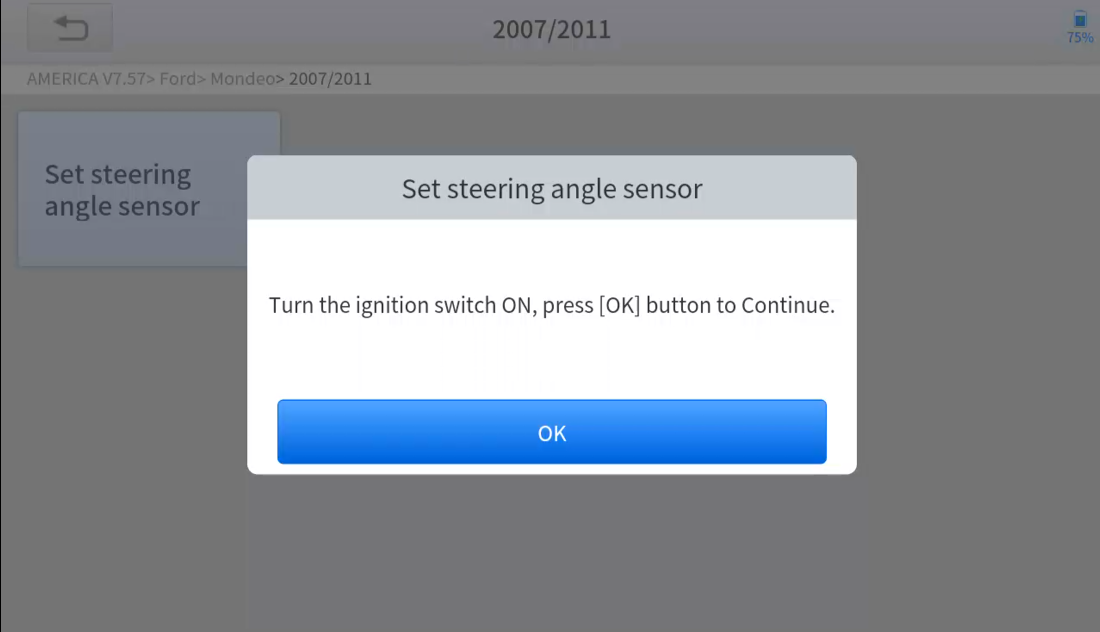 2007/2011
75%
AMERICA V7.57> Ford> Mondeo> 2007/2011
Set steering
angle sensor
Set steering angle sensor
Turn the ignition switch ON, press [OK] button to Continue.
OK